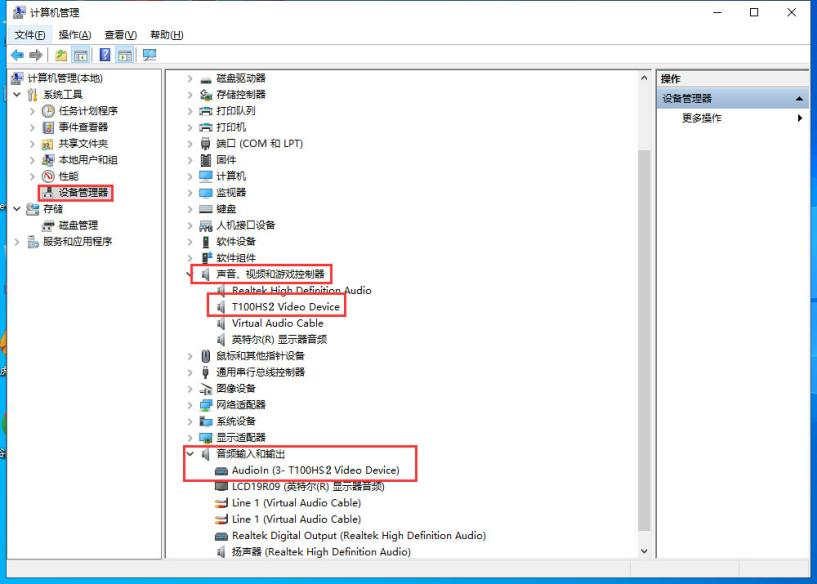 计算机管理
文件(F) 操作(A) 查看(V) 帮助(H)
计算机管理(本地)
系统工具
任务计划程序
事件查看器
共享文件夹
本地用户和组
性能
设备管理器
存储
磁盘管理
服务和应用程序
磁盘驱动器
存储控制器
打印队列
打印机
端口 (COM 和 LPT)
固件
计算机
监视器
键盘
人机接口设备
软件设备
软件组件
声音、视频和游戏控制器
Realtek High Definition Audio
T100HS2 Video Device
Virtual Audio Cable
英特尔(R) 显示器音频
鼠标和其他指针设备
通用串行总线控制器
图像设备
网络适配器
系统设备
显示适配器
音频输入和输出
AudioIn (3- T100HS2 Video Device)
LCD19R09 (英特尔(R) 显示器音频)
Line 1 (Virtual Audio Cable)
Line 1 (Virtual Audio Cable)
Realtek Digital Output (Realtek High Definition Audio)
扬声器 (Realtek High Definition Audio)
操作
设备管理器
更多操作